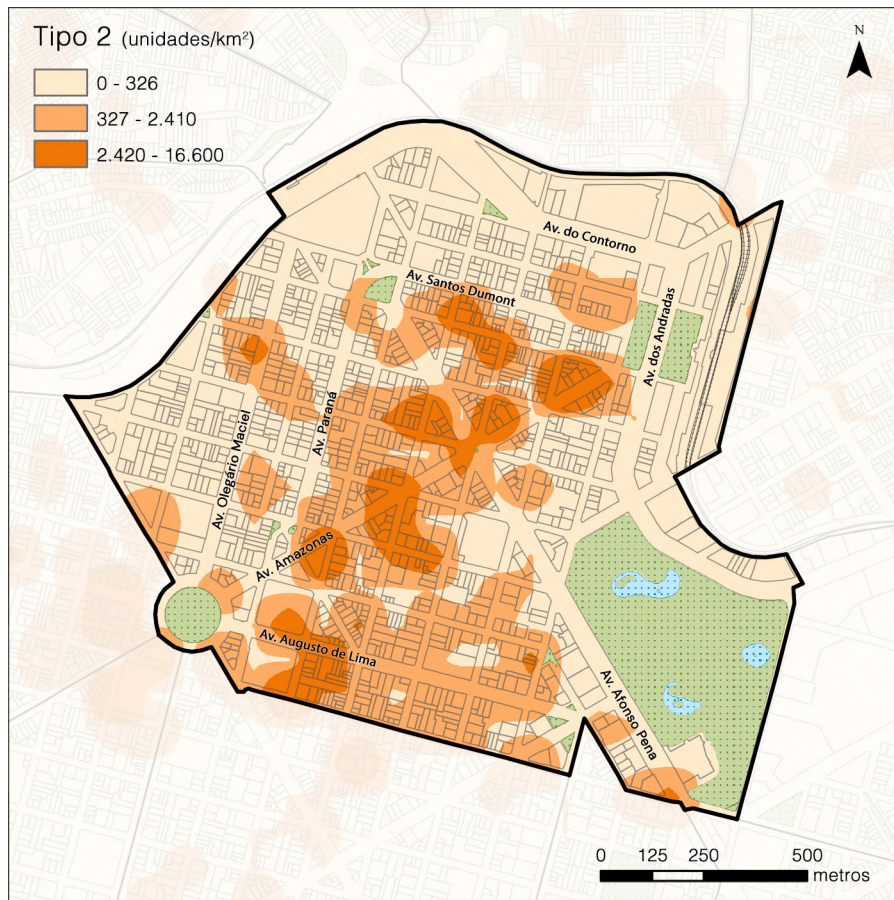 Tipo 2 (unidades/km²)
0 - 326
327 - 2.410
2.420 - 16.600
N
Av. do Contorno
Av. Santos Dumont
Av. dos Andradas
Av. Paraná
Av. Olegário Maciel
Av. Amazonas
Av. Augusto de Lima
Av. Afonso Pena
0 125 250 500
metros